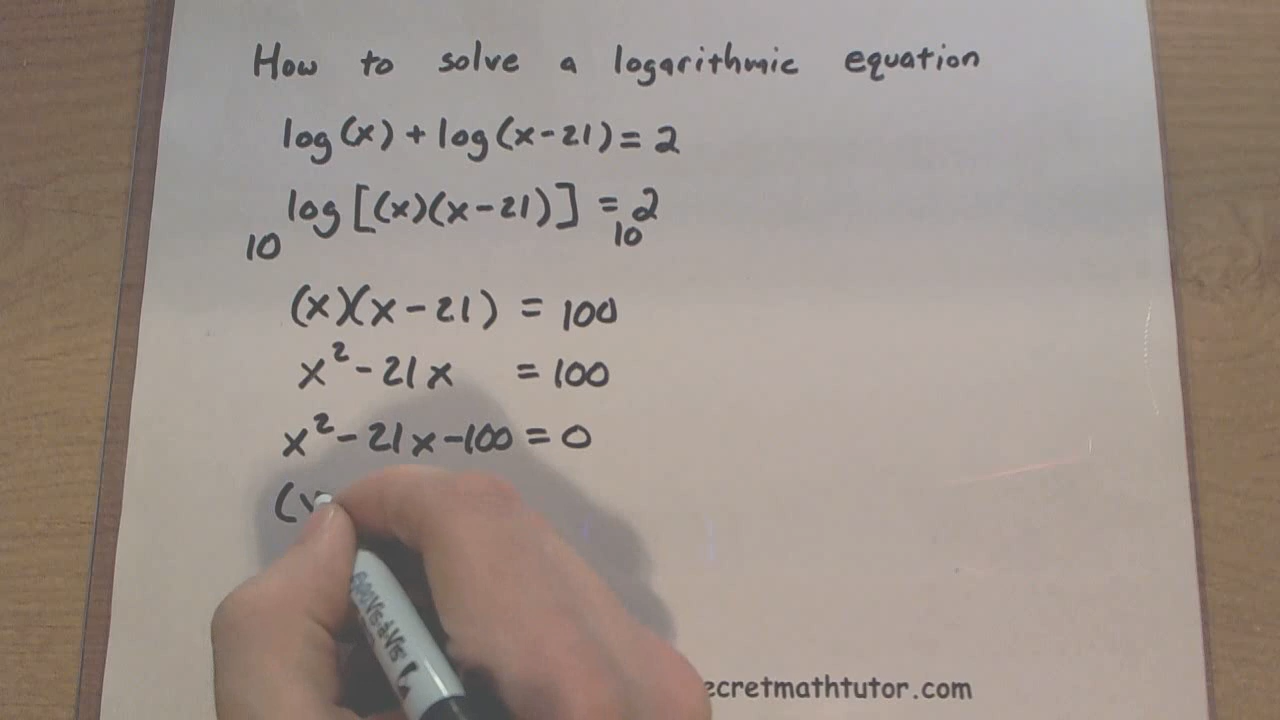 How to solve a logarithmic equation
log(x) + log(x-21) = 2
log [(x)(x-21)] = 2
10 10
(x)(x-21) = 100
x² - 21x = 100
x² - 21x - 100 = 0
(x
ecretmathtutor.com